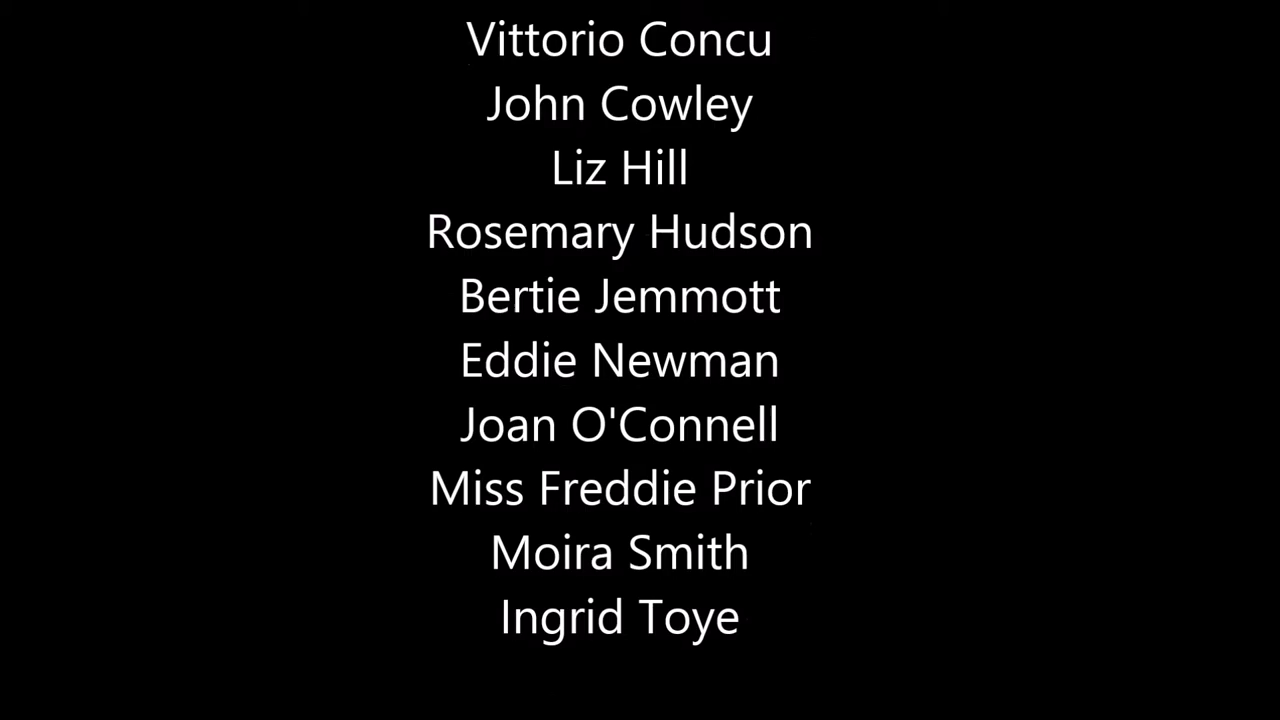 Vittorio Concu
John Cowley
Liz Hill
Rosemary Hudson
Bertie Jemmott
Eddie Newman
Joan O'Connell
Miss Freddie Prior
Moira Smith
Ingrid Toye